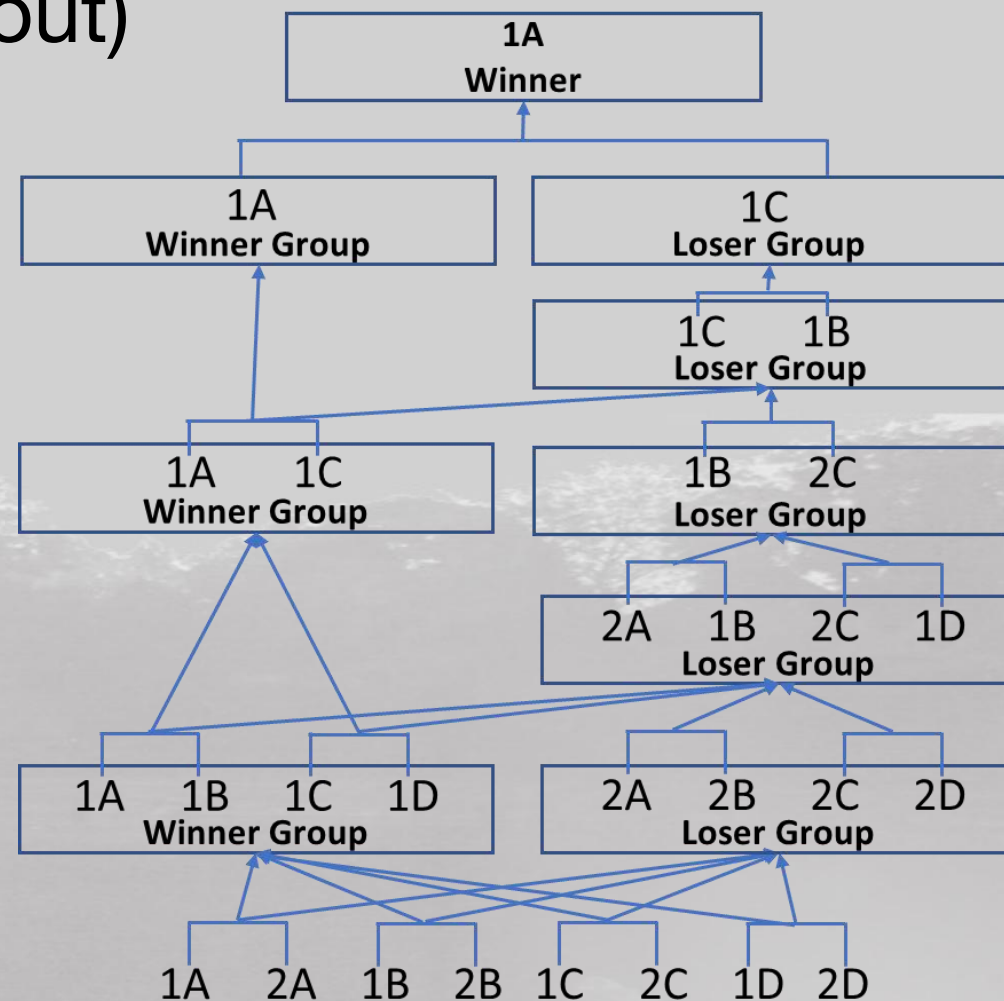 out)
1A
Winner
1A
Winner Group
1C
Loser Group
1C 1B
Loser Group
1A 1C
Winner Group
1B 2C
Loser Group
2A 1B 2C 1D
Loser Group
1A 1B 1C 1D
Winner Group
2A 2B 2C 2D
Loser Group
1A 2A 1B 2B 1C 2C 1D 2D